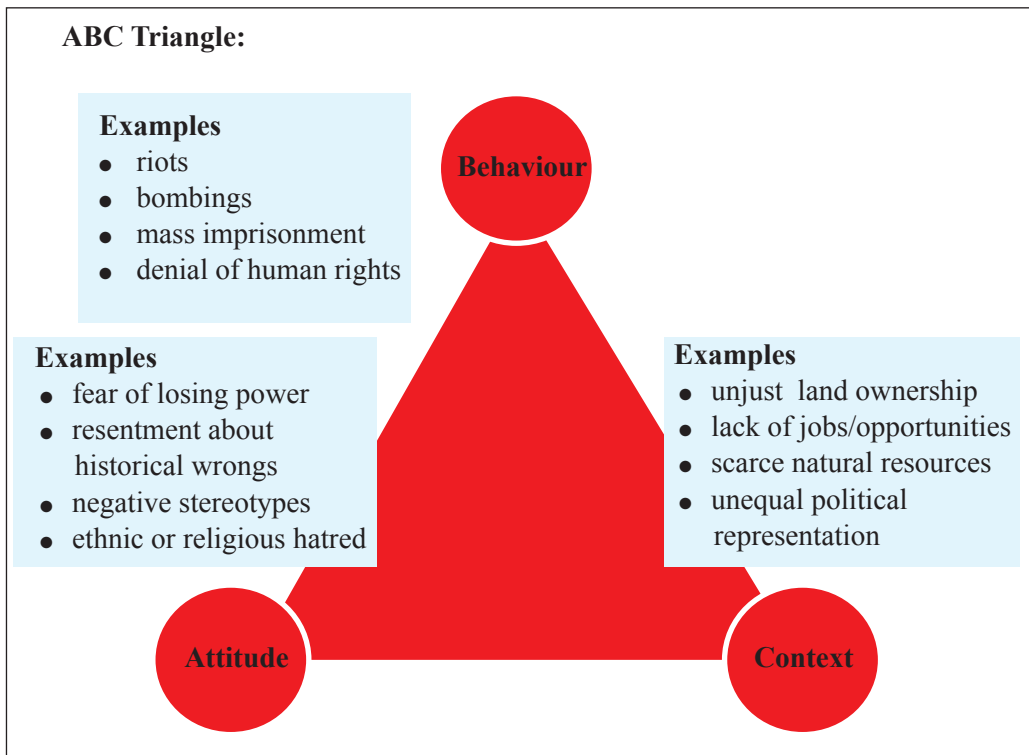 ABC Triangle:
Examples
● riots
● bombings
● mass imprisonment
● denial of human rights
Behaviour
Examples
● fear of losing power
● resentment about
historical wrongs
● negative stereotypes
● ethnic or religious hatred
Examples
● unjust land ownership
● lack of jobs/opportunities
● scarce natural resources
● unequal political
representation
Attitude
Context